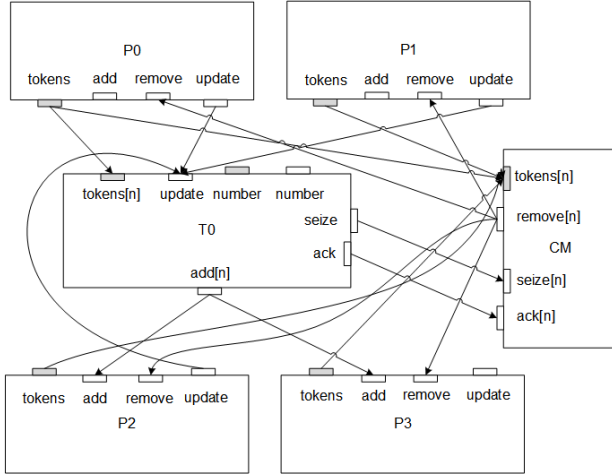 P0
tokens add remove update
P1
tokens add remove update
tokens[n]
remove[n]
CM
seize[n]
ack[n]
tokens[n] update number number
T0
seize
ack
add[n]
tokens add remove update
P2
tokens add remove update
P3